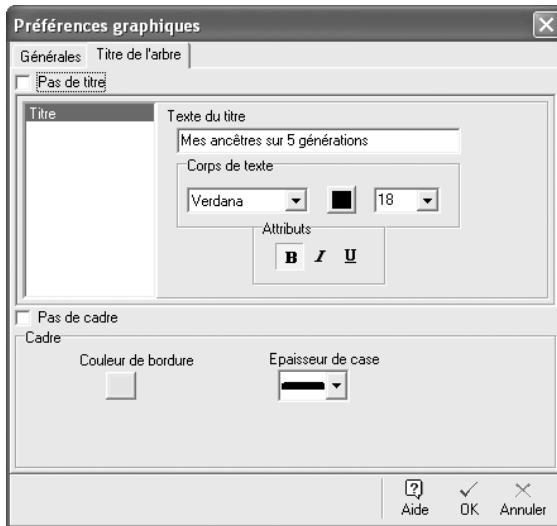 Préférences graphiques
Générales
Titre de l'arbre
Pas de titre
Titre
Texte du titre
Mes ancêtres sur 5 générations
Corps de texte
Verdana
18
Attributs
B I U
Pas de cadre
Cadre
Couleur de bordure
Epaisseur de case
Aide
OK
Annuler